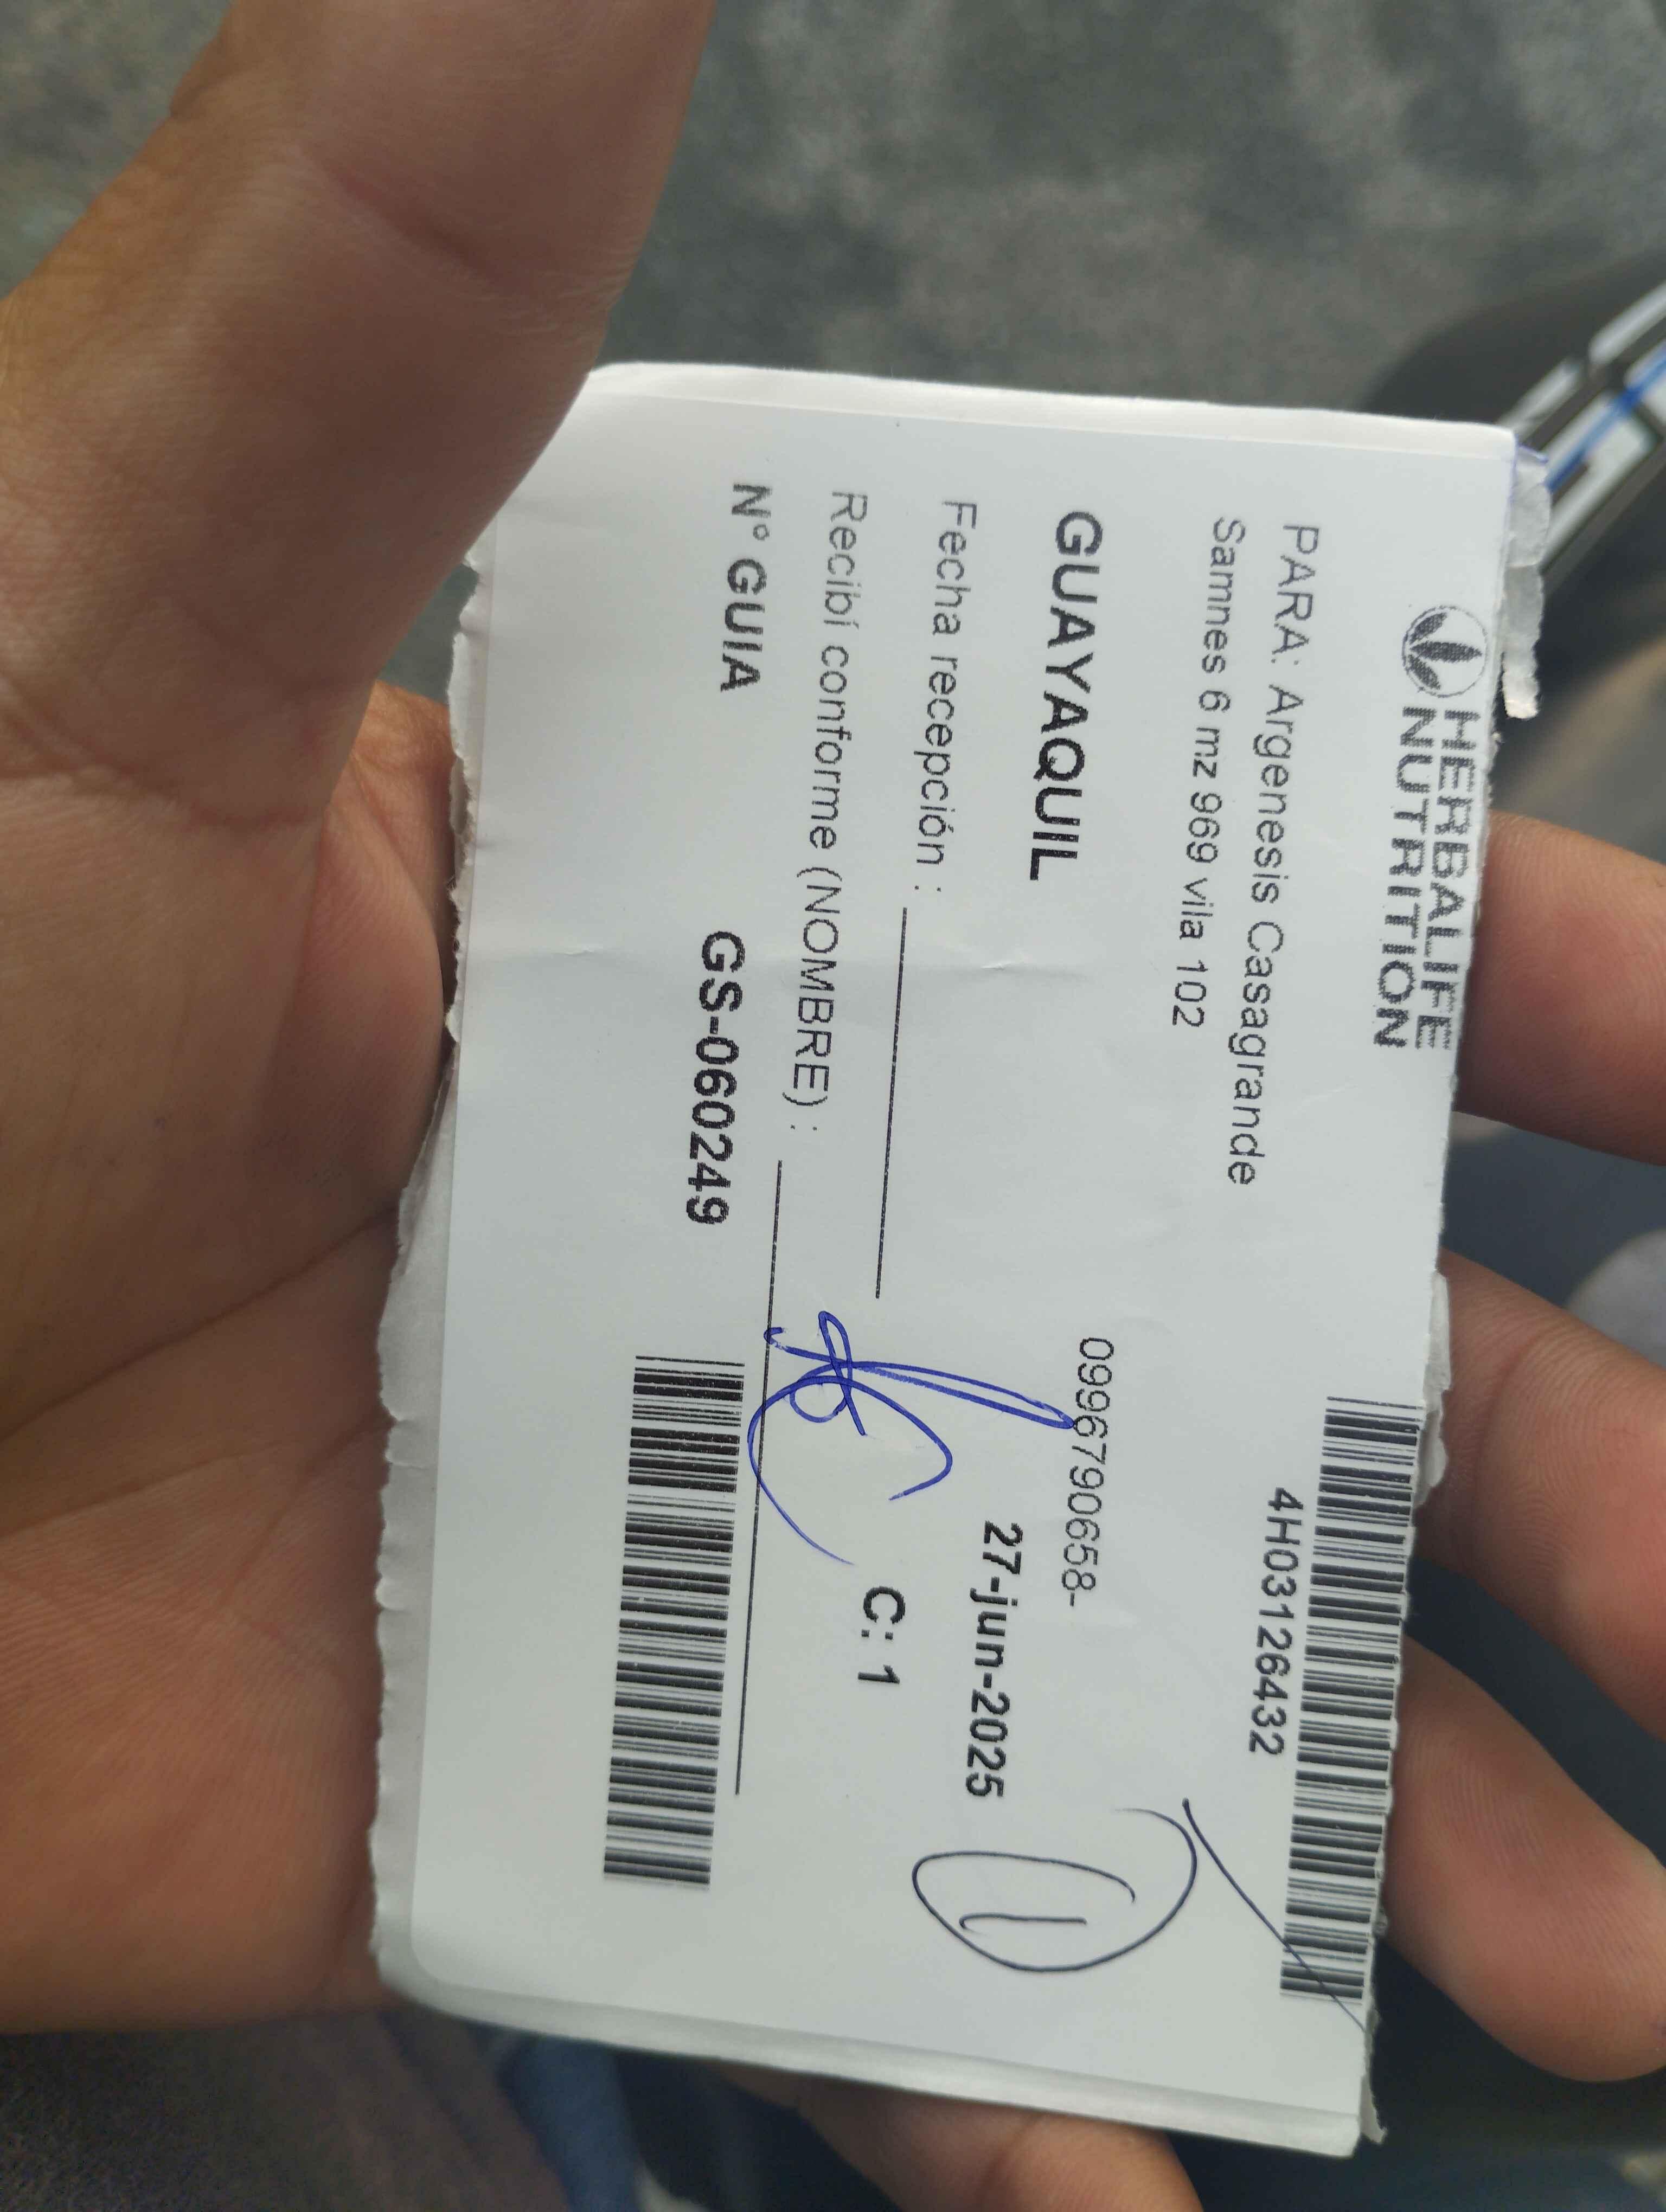 HERBALIFE
NUTRITION
4H03126432
PARA: Argenesis Casagrande
Samnes 6 mz 969 vila 102
0996790658-
GUAYAQUIL
27-jun-2025
Fecha recepción :
C: 1
Recibí conforme (NOMBRE) :
N° GUIA GS-060249